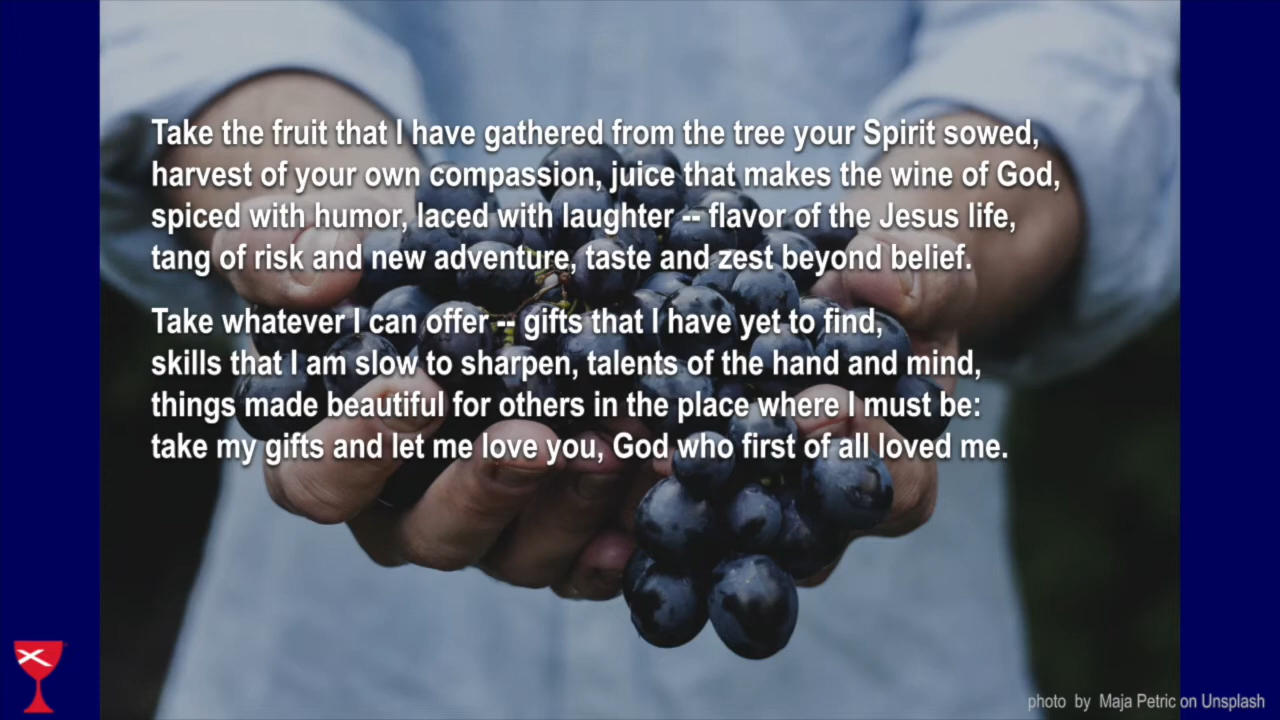 Take the fruit that I have gathered from the tree your Spirit sowed,
harvest of your own compassion, juice that makes the wine of God,
spiced with humor, laced with laughter -- flavor of the Jesus life,
tang of risk and new adventure, taste and zest beyond belief.
Take whatever I can offer -- gifts that I have yet to find,
skills that I am slow to sharpen, talents of the hand and mind,
things made beautiful for others in the place where I must be:
take my gifts and let me love you, God who first of all loved me.
photo by Maja Petric on Unsplash